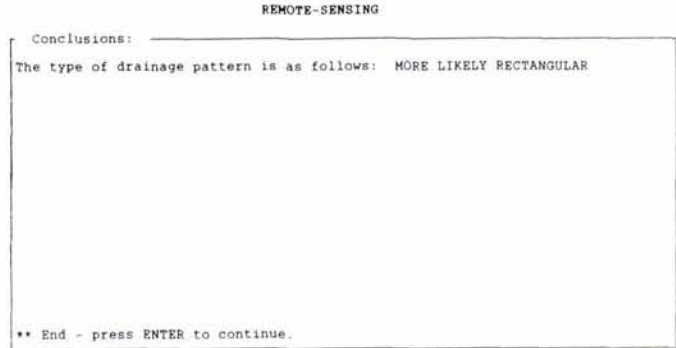 REMOTE-SENSING
Conclusions:
The type of drainage pattern is as follows: MORE LIKELY RECTANGULAR
** End - press ENTER to continue.